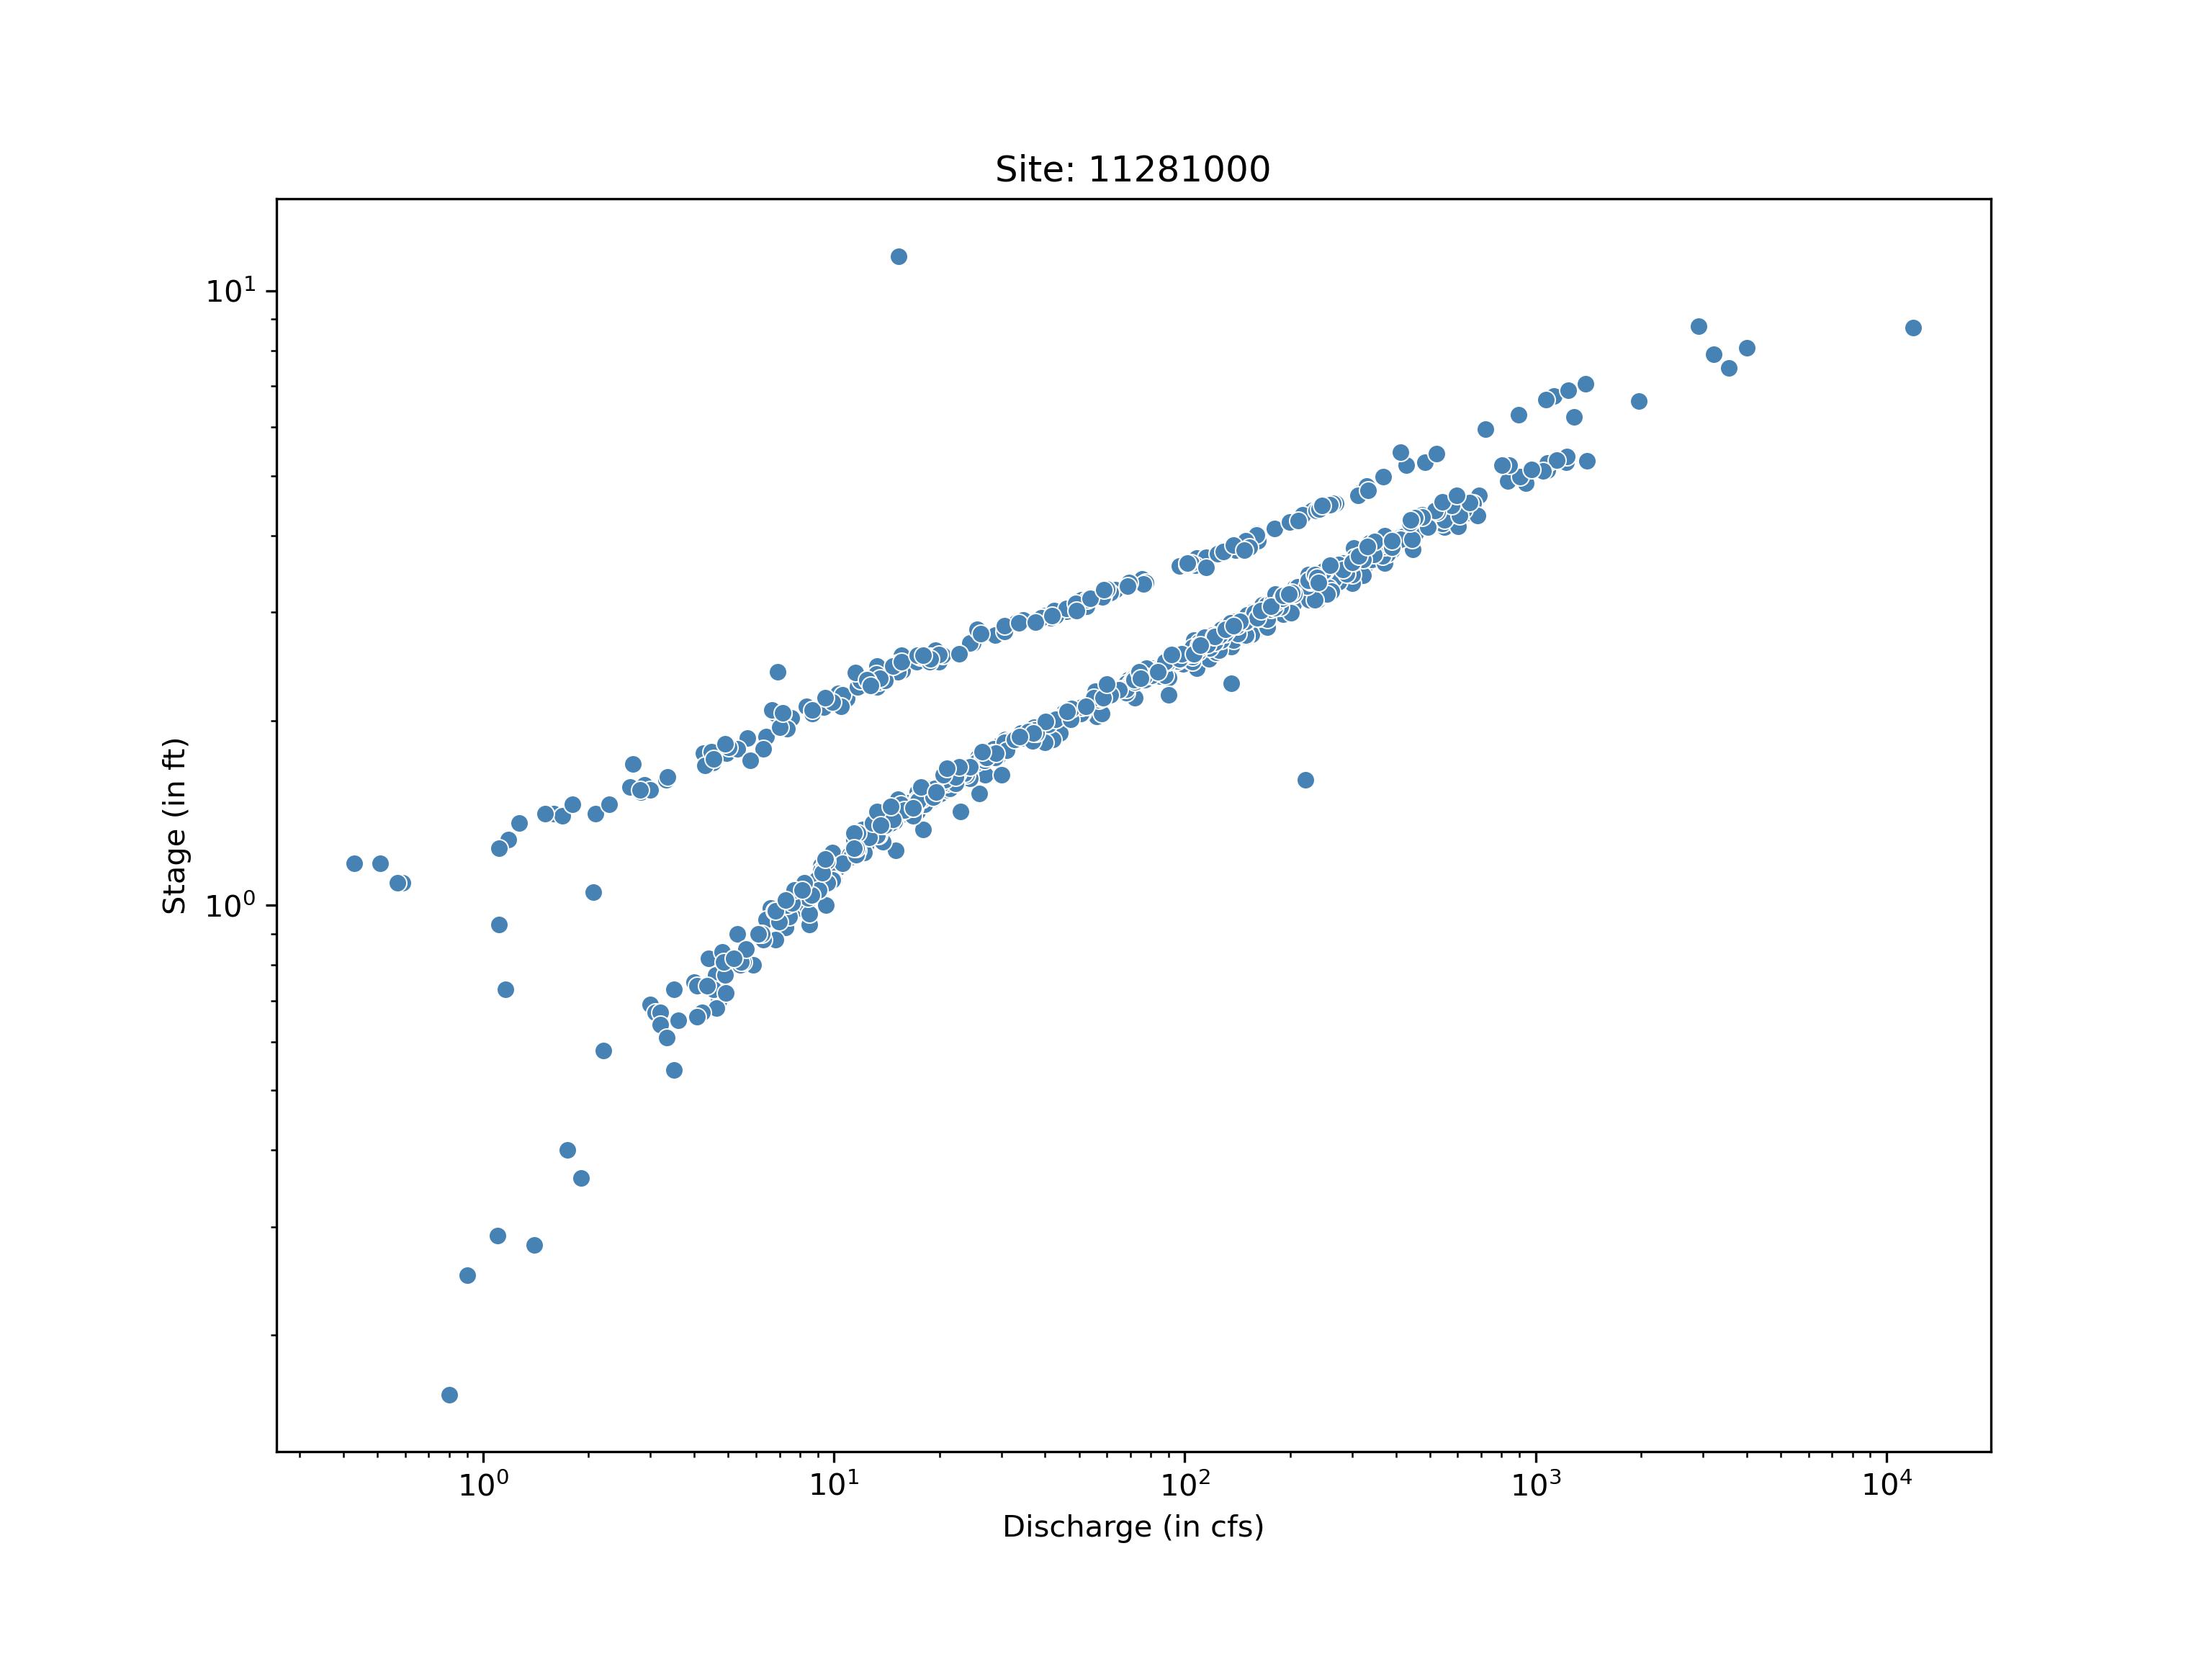 Site: 11281000
10¹
10⁰
Stage (in ft)
10⁰ 10¹ 10² 10³ 10⁴
Discharge (in cfs)